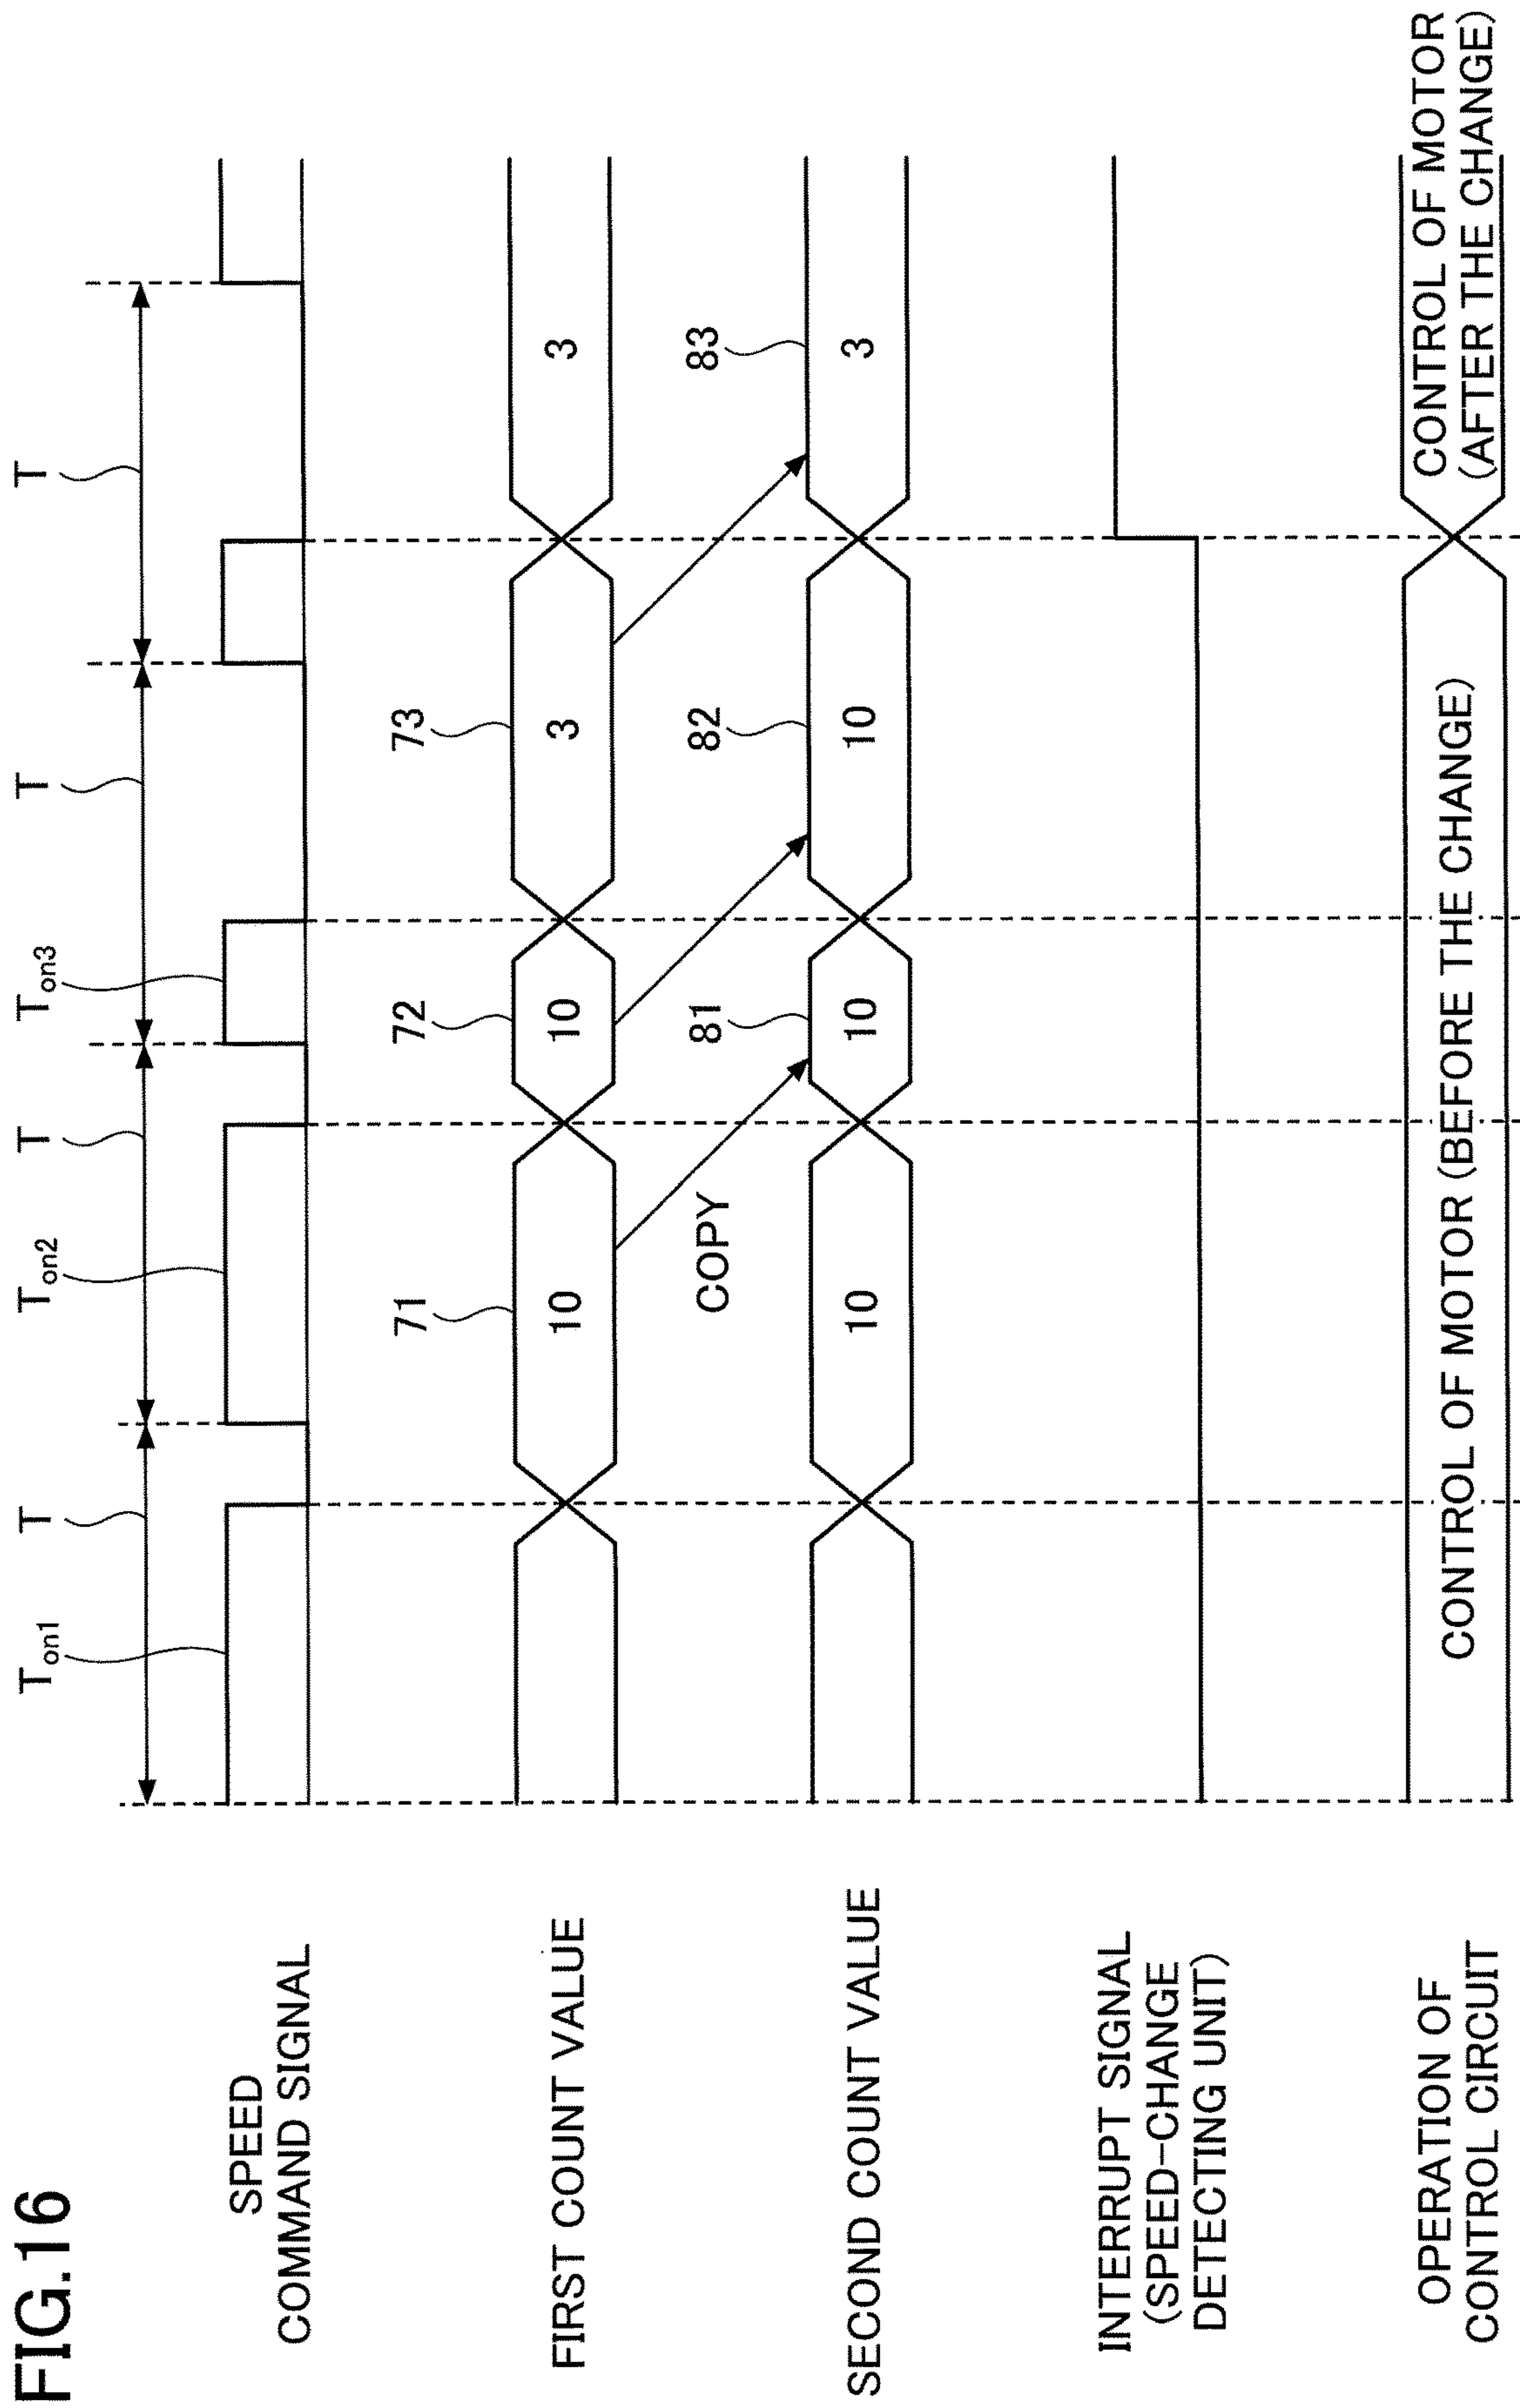 FIG.16
T
T
T
T
Ton1
Ton2
Ton3
SPEED
COMMAND SIGNAL
71
72
73
FIRST COUNT VALUE
10
10
3
3
COPY
81
82
83
SECOND COUNT VALUE
10
10
10
3
INTERRUPT SIGNAL
(SPEED-CHANGE
DETECTING UNIT)
OPERATION OF
CONTROL CIRCUIT
CONTROL OF MOTOR (BEFORE THE CHANGE)
CONTROL OF MOTOR
(AFTER THE CHANGE)